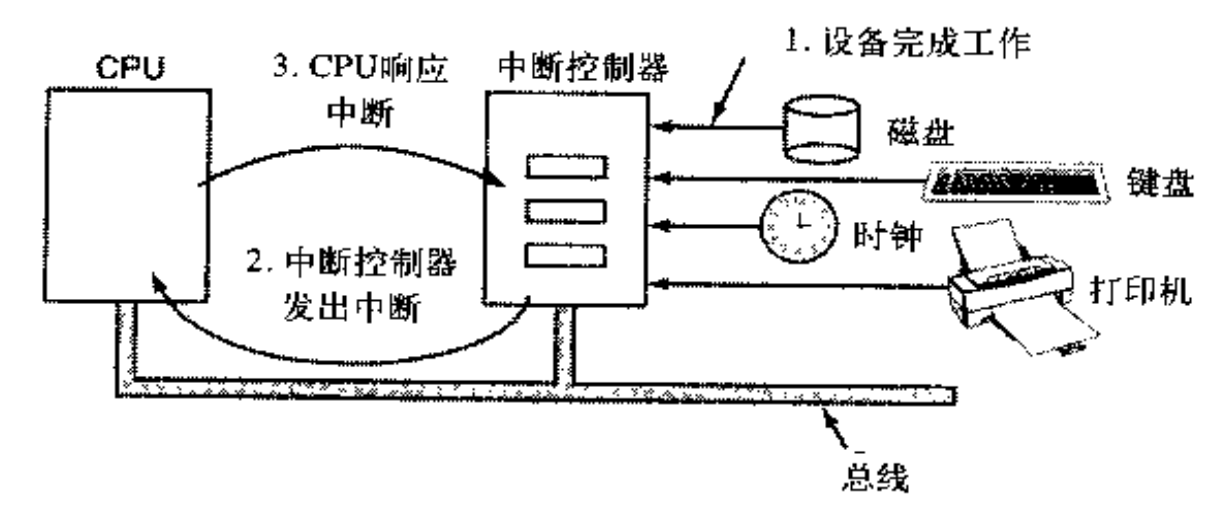 1. 设备完成工作
CPU
3. CPU响应
中断
中断控制器
磁盘
键盘
时钟
2. 中断控制器
发出中断
打印机
总线